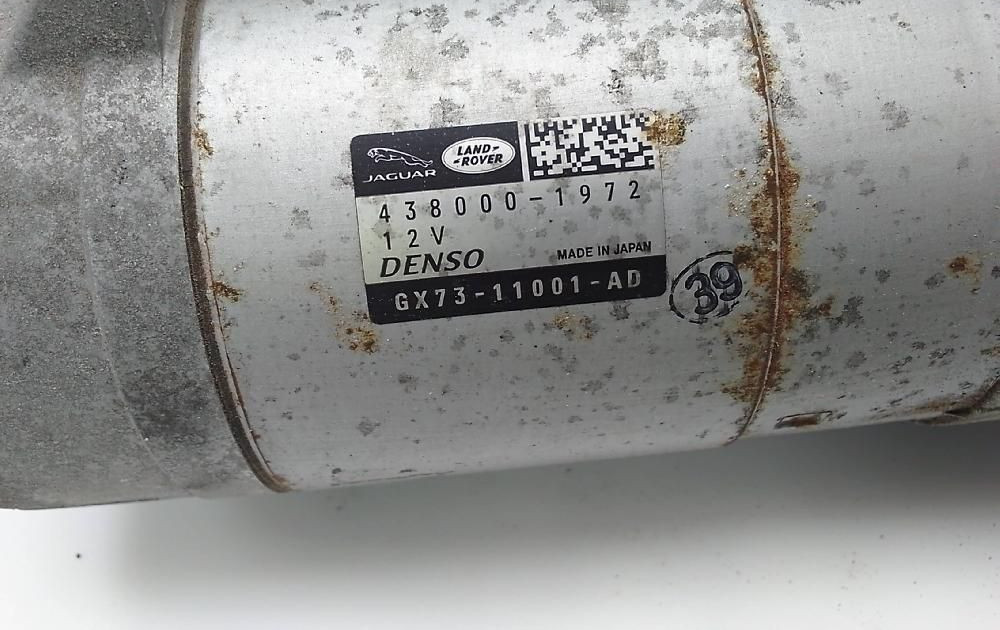 JAGUAR
LAND ROVER
438000-1972
12V
DENSO MADE IN JAPAN
GX73-11001-AD
39